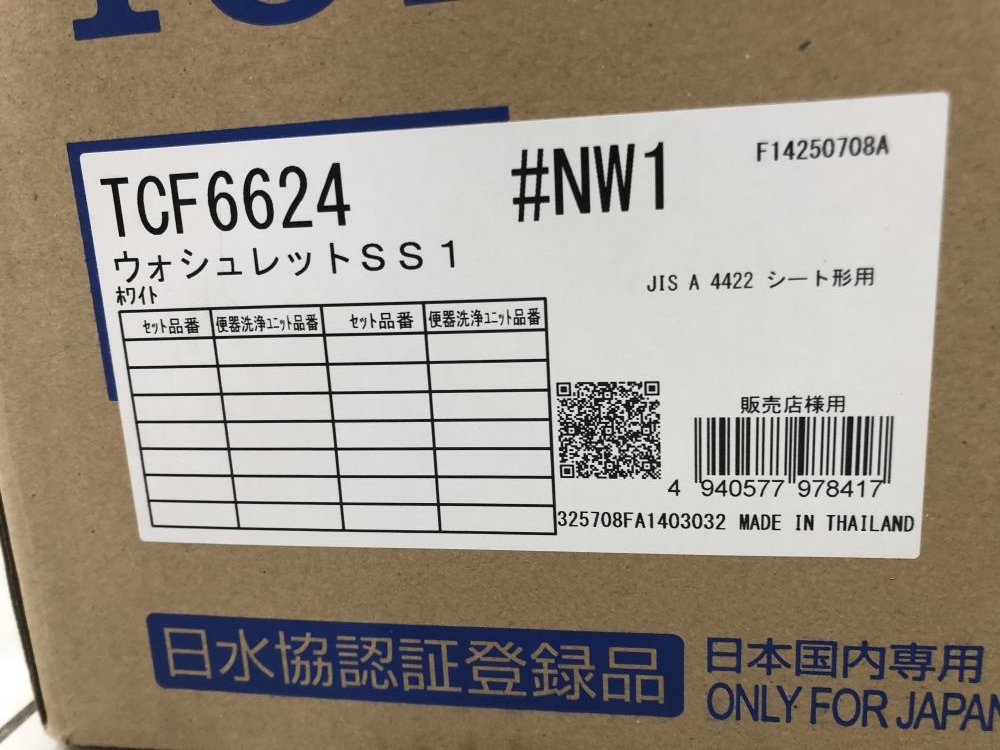 TCF6624
#NW1
F14250708A
ウォシュレットSS1
ホワイト
JIS A 4422 シート形用
セット品番 便器洗浄ユニット品番 セット品番 便器洗浄ユニット品番
販売店様用
4 940577 978417
325708FA1403032 MADE IN THAILAND
日水協認証登録品
日本国内専用
ONLY FOR JAPAN